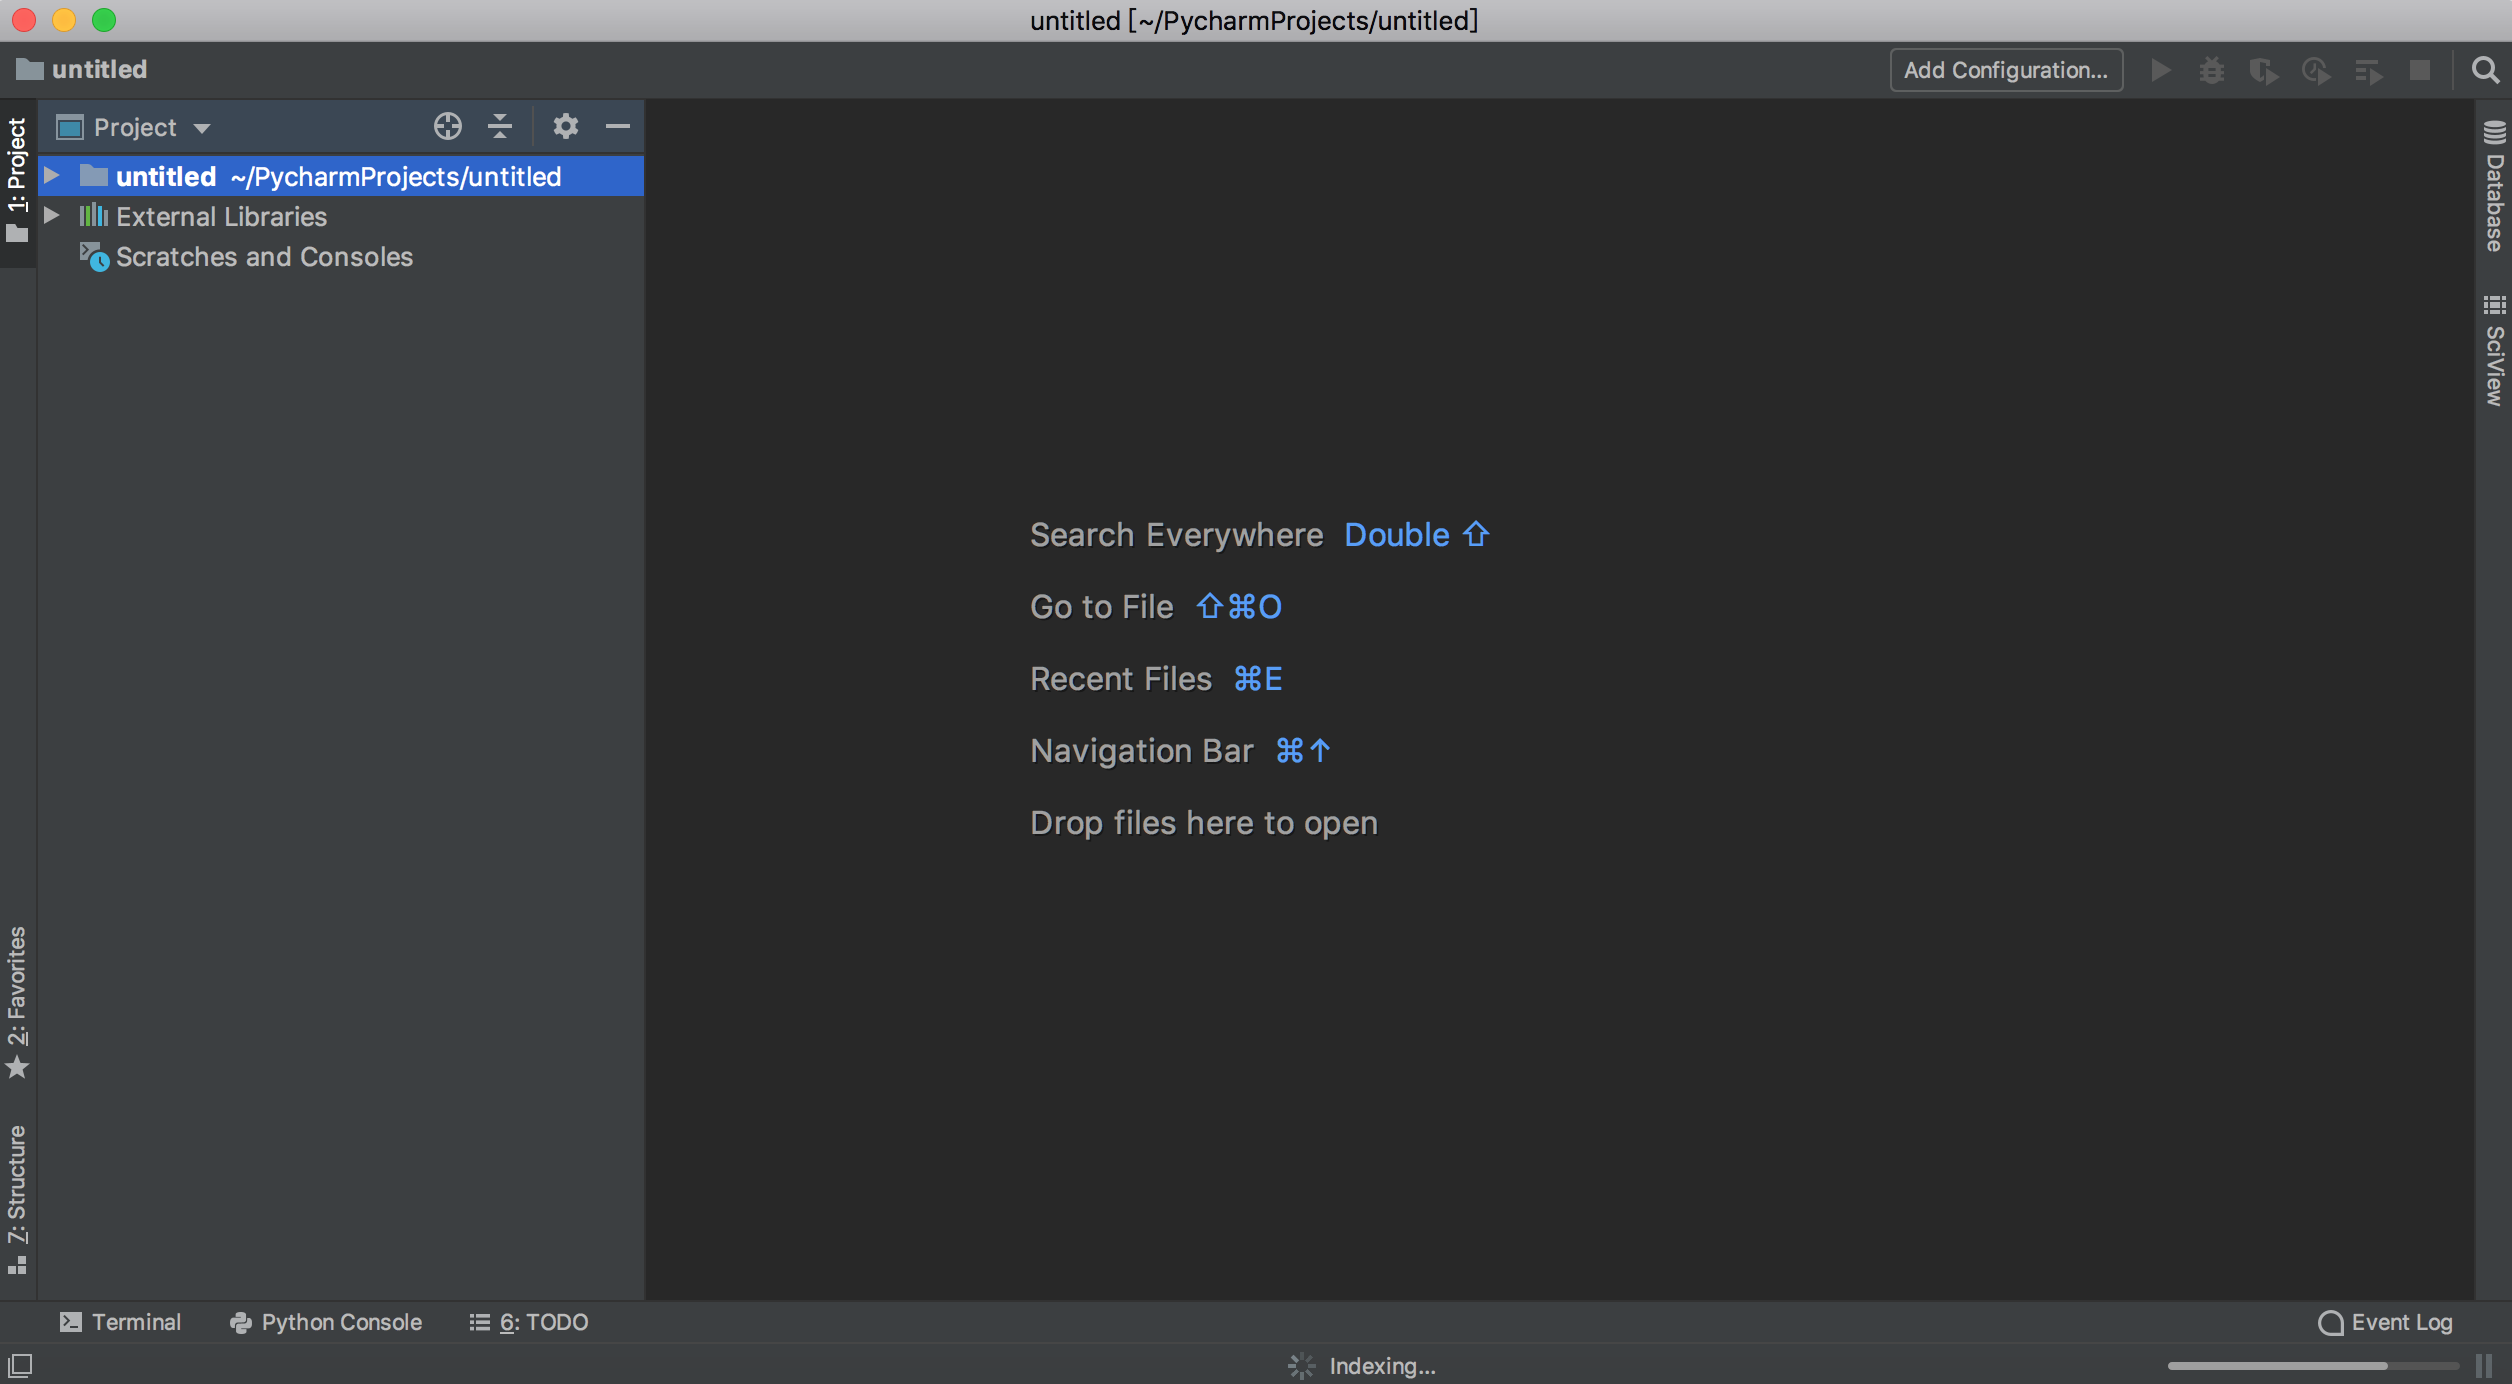 untitled [~/PycharmProjects/untitled]
untitled
Add Configuration...
1: Project
Project
untitled ~/PycharmProjects/untitled
External Libraries
Scratches and Consoles
Search Everywhere Double ⇧
Go to File ⇧⌘O
Recent Files ⌘E
Navigation Bar ⌘↑
Drop files here to open
Database
SciView
2: Favorites
7: Structure
Terminal
Python Console
6: TODO
Event Log
Indexing...